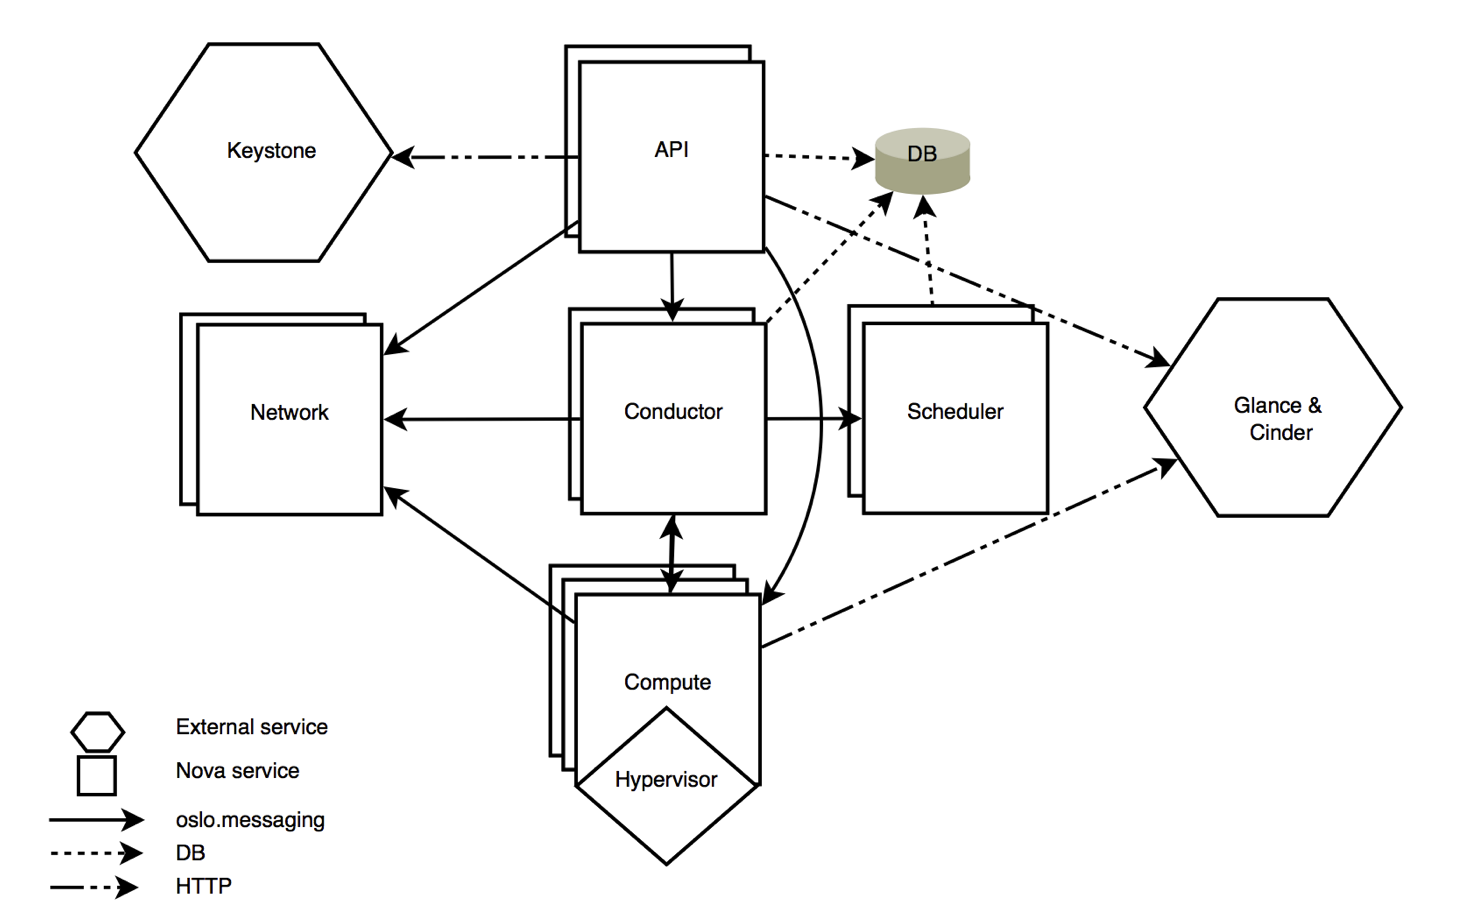 Keystone
API
DB
Network
Conductor
Scheduler
Glance &
Cinder
Compute
Hypervisor
External service
Nova service
oslo.messaging
DB
HTTP